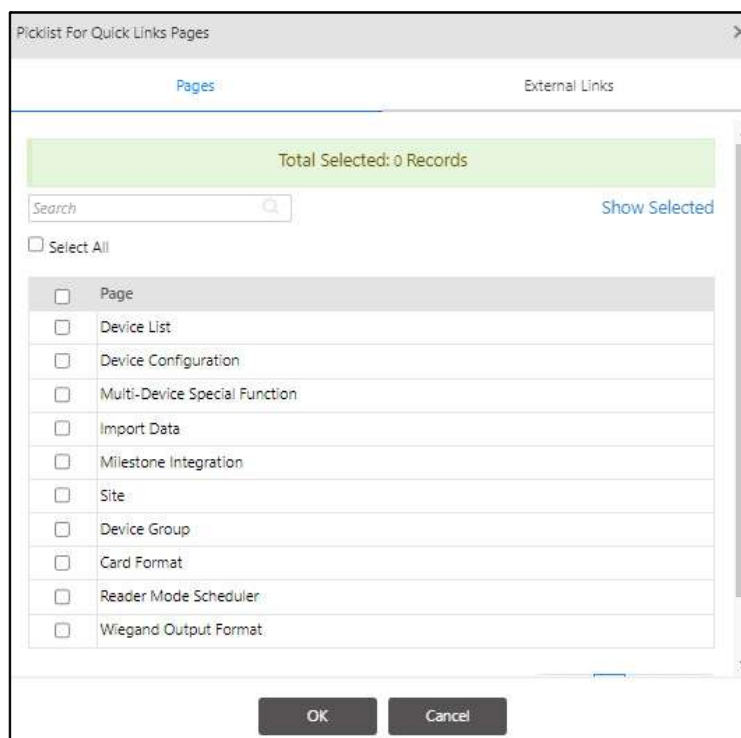 Picklist For Quick Links Pages
Pages External Links
Total Selected: 0 Records
Search Show Selected
Select All
Page
Device List
Device Configuration
Multi-Device Special Function
Import Data
Milestone Integration
Site
Device Group
Card Format
Reader Mode Scheduler
Wiegand Output Format
OK Cancel